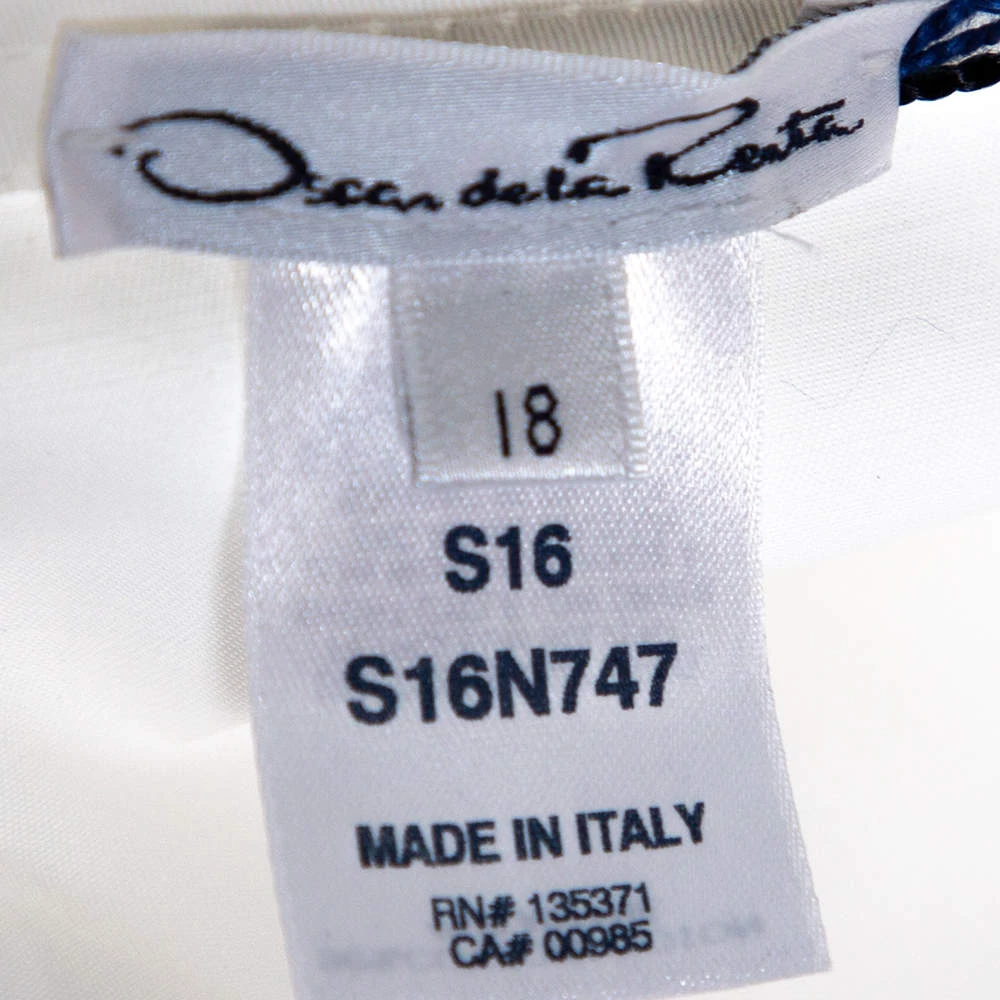 Oscar de la Renta
18
S16
S16N747
MADE IN ITALY
RN# 135371
CA# 00985